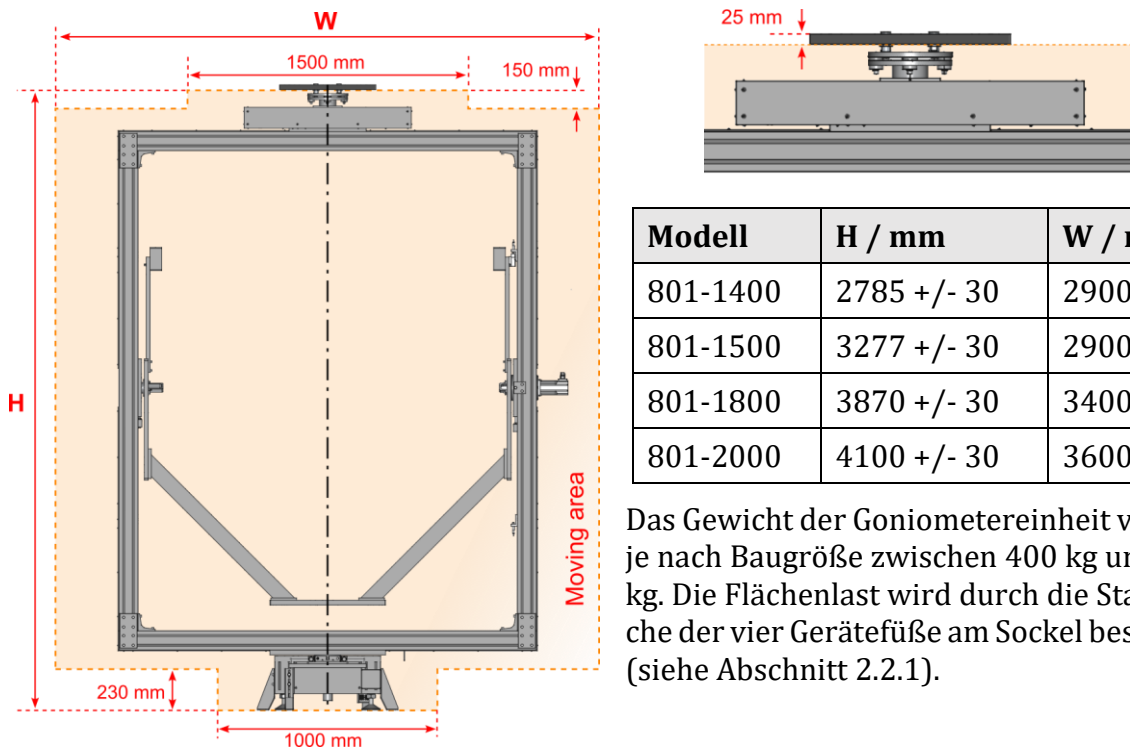 W
1500 mm
150 mm
H
Moving area
230 mm
1000 mm
25 mm
Modell H / mm W /
801-1400 2785 +/- 30 2900
801-1500 3277 +/- 30 2900
801-1800 3870 +/- 30 3400
801-2000 4100 +/- 30 3600
Das Gewicht der Goniometereinheit
je nach Baugröße zwischen 400 kg
kg. Die Flächenlast wird durch die
che der vier Gerätefüße am Sockel
(siehe Abschnitt 2.2.1).